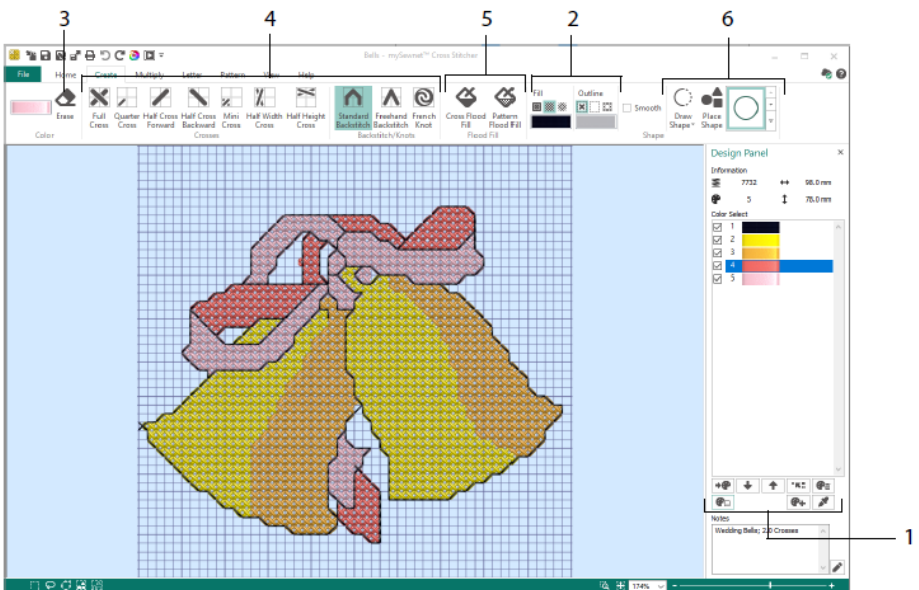 3 4 5 2 6
Bells - mySewnet™ Cross Stitcher
File Home Create Multiply Letter Pattern View Help
Fill Outline
Erase
Full Cross
Quarter Cross
Half Cross Forward
Half Cross Backward
Mini Cross
Half Width Cross
Half Height Cross
Standard Backstitch
Freehand Backstitch
French Knot
Cross Flood Fill
Pattern Flood Fill
Smooth
Draw Shape
Place Shape
Color Crosses Backstitch/Knots Flood Fill Shape
Design Panel
Information
7732 98.0 mm
5 78.0 mm
Color Select
1
2
3
4
5
Notes
Wedding Bells; 2.0 Crosses
1
174%